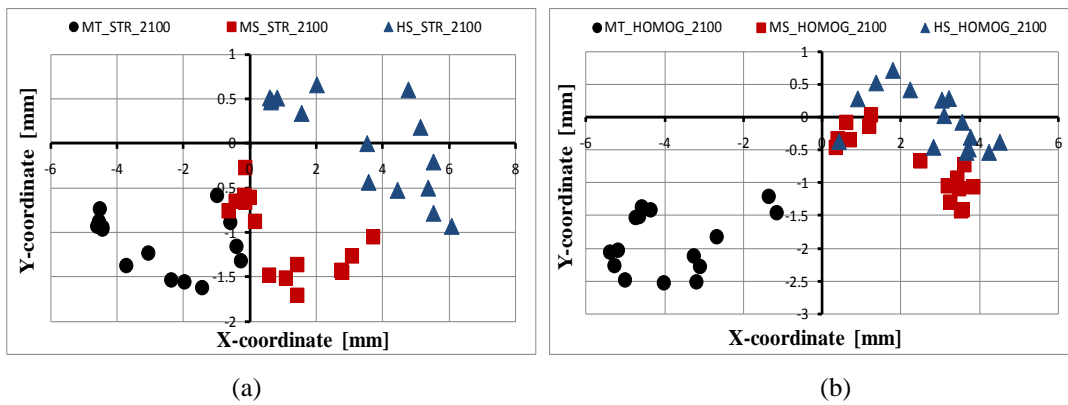 MT_STR_2100 MS_STR_2100 HS_STR_2100
1
0.5
0
-0.5
-1
-1.5
-2
-6 -4 -2 0 2 4 6 8
Y-coordinate [mm]
X-coordinate [mm]
(a)
MT_HOMOG_2100 MS_HOMOG_2100 HS_HOMOG_2100
1
0.5
0
-0.5
-1
-1.5
-2
-2.5
-3
-6 -4 -2 0 2 4 6
Y-coordinate [mm]
X-coordinate [mm]
(b)